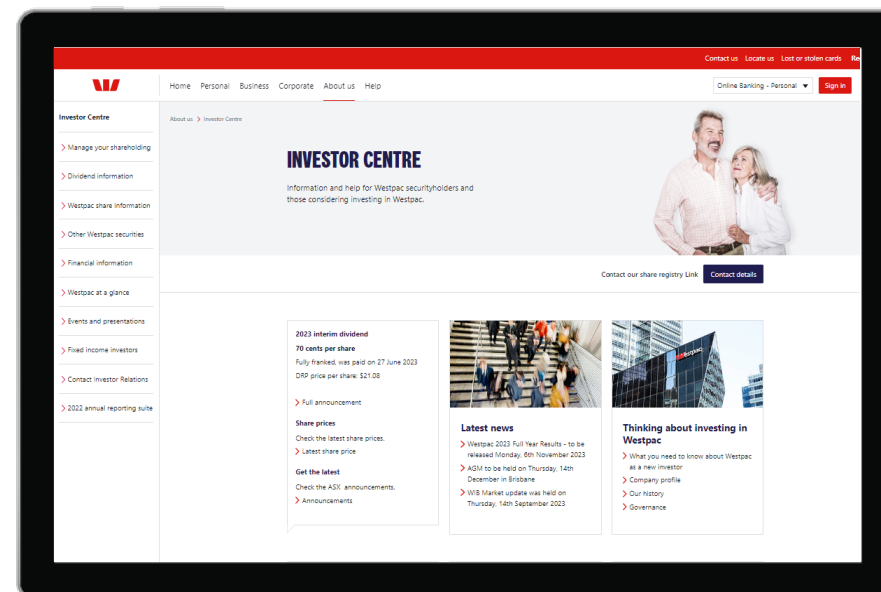 Contact us Locate us Lost or stolen cards Re
Home Personal Business Corporate About us Help
Online Banking - Personal
Sign in
Investor Centre
Manage your shareholding
Dividend information
Westpac share information
Other Westpac securities
Financial information
Westpac at a glance
Events and presentations
Fixed income investors
Contact Investor Relations
2022 annual reporting suite
About us Investor Centre
INVESTOR CENTRE
Information and help for Westpac securityholders and
those considering investing in Westpac.
Contact our share registry Link
Contact details
2023 interim dividend
70 cents per share
Fully franked, was paid on 27 June 2023
DRP price per share: $21.08
Full announcement
Share prices
Check the latest share prices.
Latest share price
Get the latest
Check the ASX announcements.
Announcements
Latest news
Westpac 2023 Full Year Results - to be
released Monday, 6th November 2023
AGM to be held on Thursday, 14th
December in Brisbane
WIB Market update was held on
Thursday, 14th September 2023
Westpac
Thinking about investing in
Westpac
What you need to know about Westpac
as a new investor
Company profile
Our history
Governance